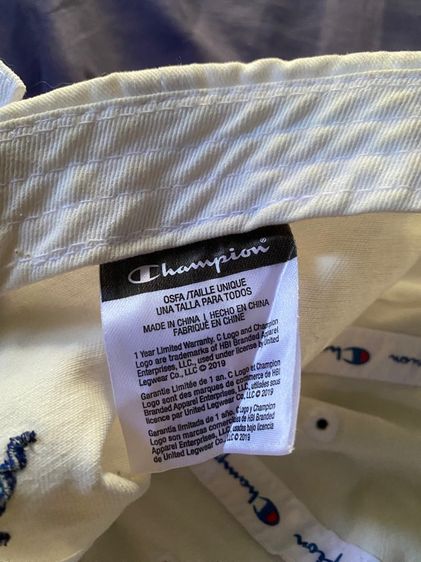 Champion
OSFA /TAILLE UNIQUE
UNA TALLA PARA TODOS
MADE IN CHINA | HECHO EN CHINA
FABRIQUÉ EN CHINE
1 Year Limited Warranty. C Logo and Champion
Logo are trademarks of HBI Branded Apparel
Enterprises, LLC., used under license by United
Legwear Co., LLC © 2019
Garantie Limitée de 1 an. C Logo et Champion
Logo sont des marques de commerce de HBI
Branded Apparel Enterprises, LLC, utilisées sous
licence par United Legwear Co., LLC © 2019
Garantía limitada de 1 año. C Logo y Champion
Logo son marcas comerciales de HBI Branded
Apparel Enterprises, LLC, usadas bajo licencia
de United Legwear Co., LLC © 2019
Champion
Champion